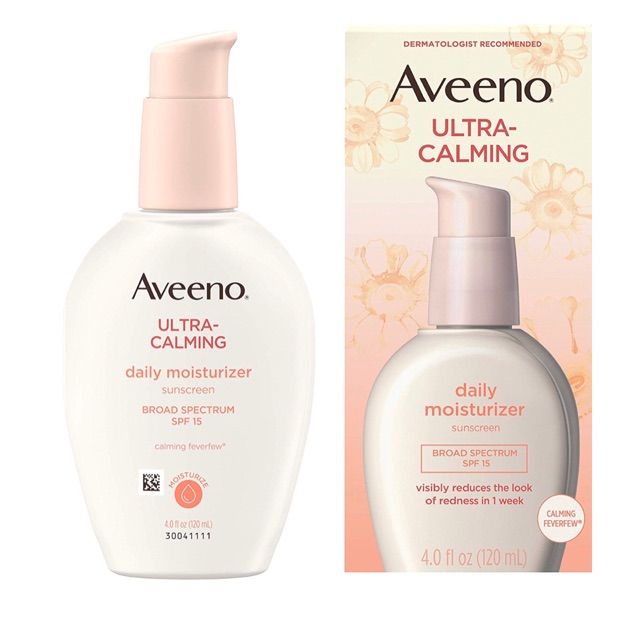 Aveeno®
ULTRA-
CALMING
daily moisturizer
sunscreen
BROAD SPECTRUM
SPF 15
calming feverfew®
MOISTURIZE
4.0 fl oz (120 mL)
30041111
DERMATOLOGIST RECOMMENDED
Aveeno®
ULTRA-
CALMING
daily
moisturizer
sunscreen
BROAD SPECTRUM
SPF 15
visibly reduces the look
of redness in 1 week
CALMING
FEVERFEW®
4.0 fl oz (120 mL)